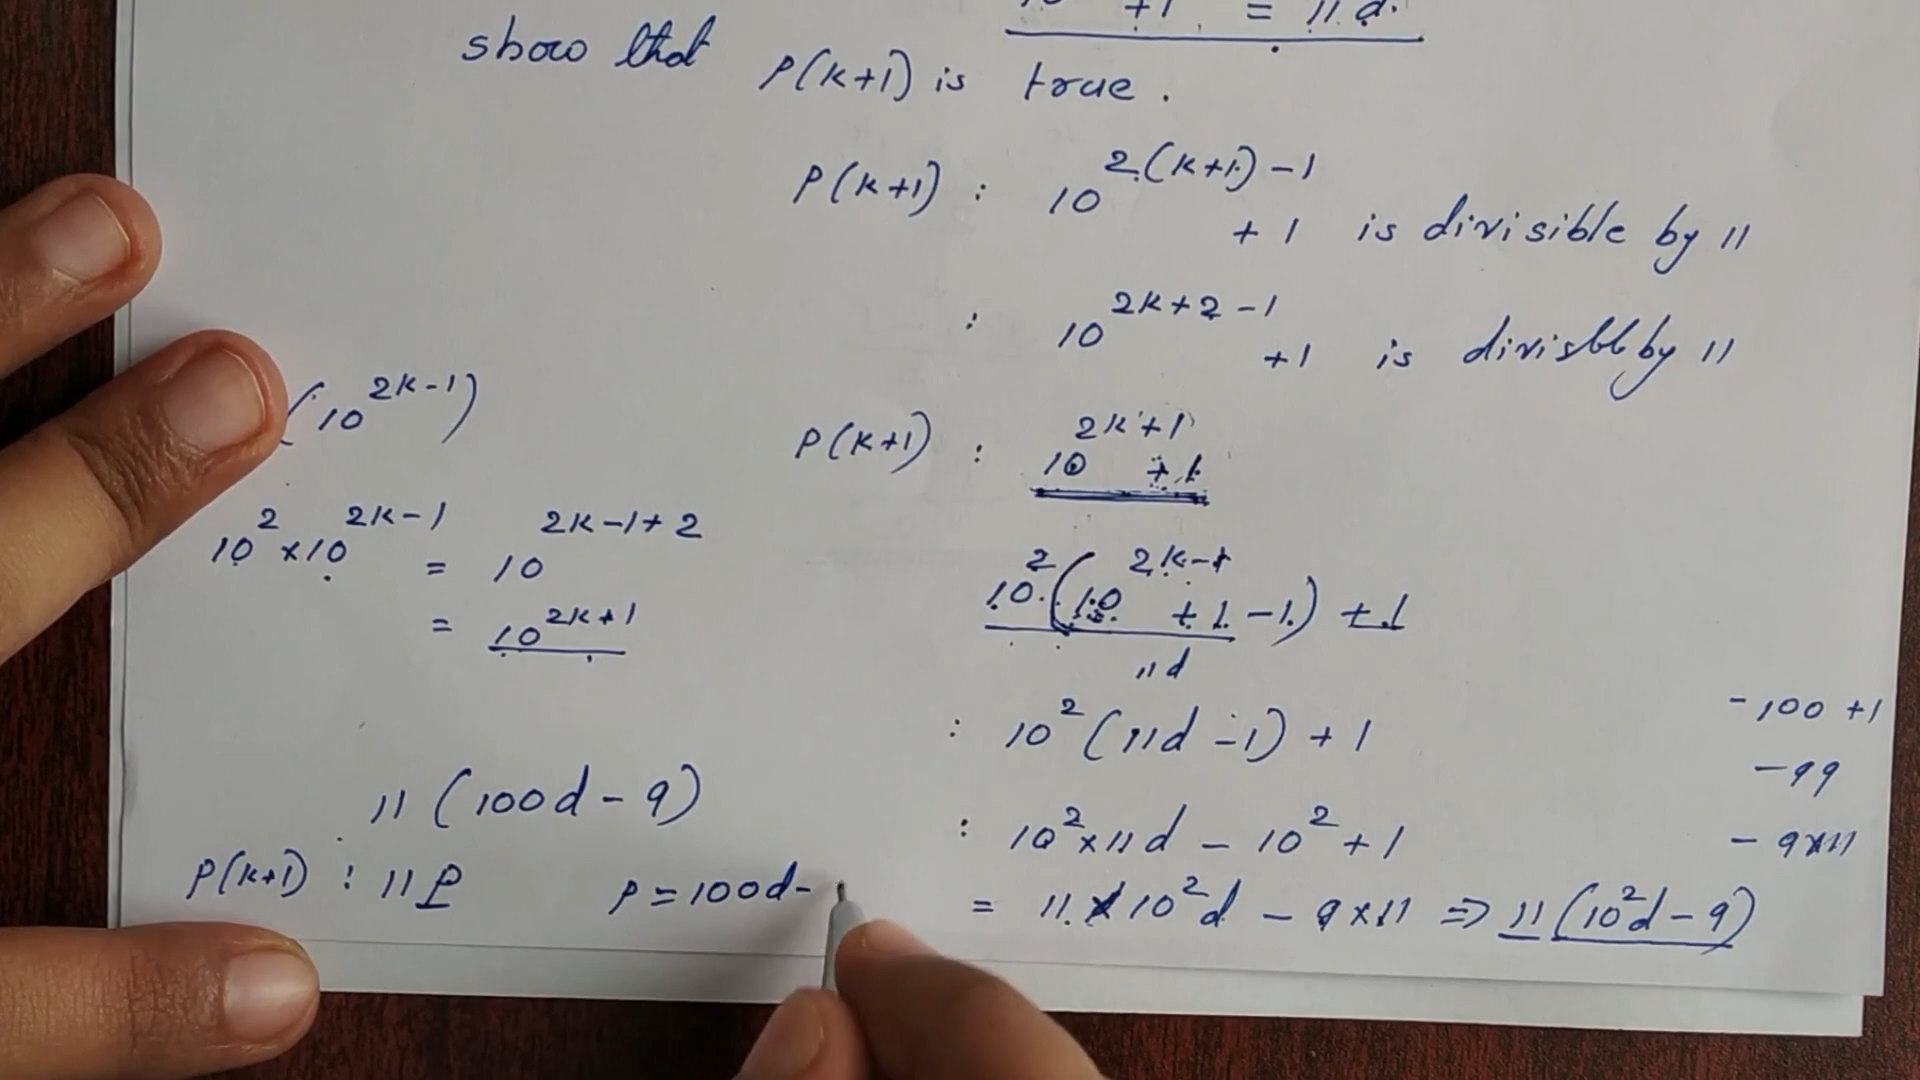 +1 = 11d.
show that P(k+1) is true.
P(k+1) : 10^{2(k+1)-1} + 1 is divisible by 11
: 10^{2k+2-1} + 1 is divisble by 11
(10^{2k-1})
P(k+1) : 10^{2k+1} + 1
10^2 × 10^{2k-1} = 10^{2k-1+2}
= 10^{2k+1}
10^2 . (10^{2k-1} + 1 - 1) + 1
11d
: 10^2 (11d - 1) + 1
- 100 + 1
- 99
11 (100d - 9)
: 10^2 × 11d - 10^2 + 1
- 9×11
P(k+1) : 11P P = 100d -
= 11 . 10^2 d - 9 × 11 ⇒ 11 (10^2 d - 9)